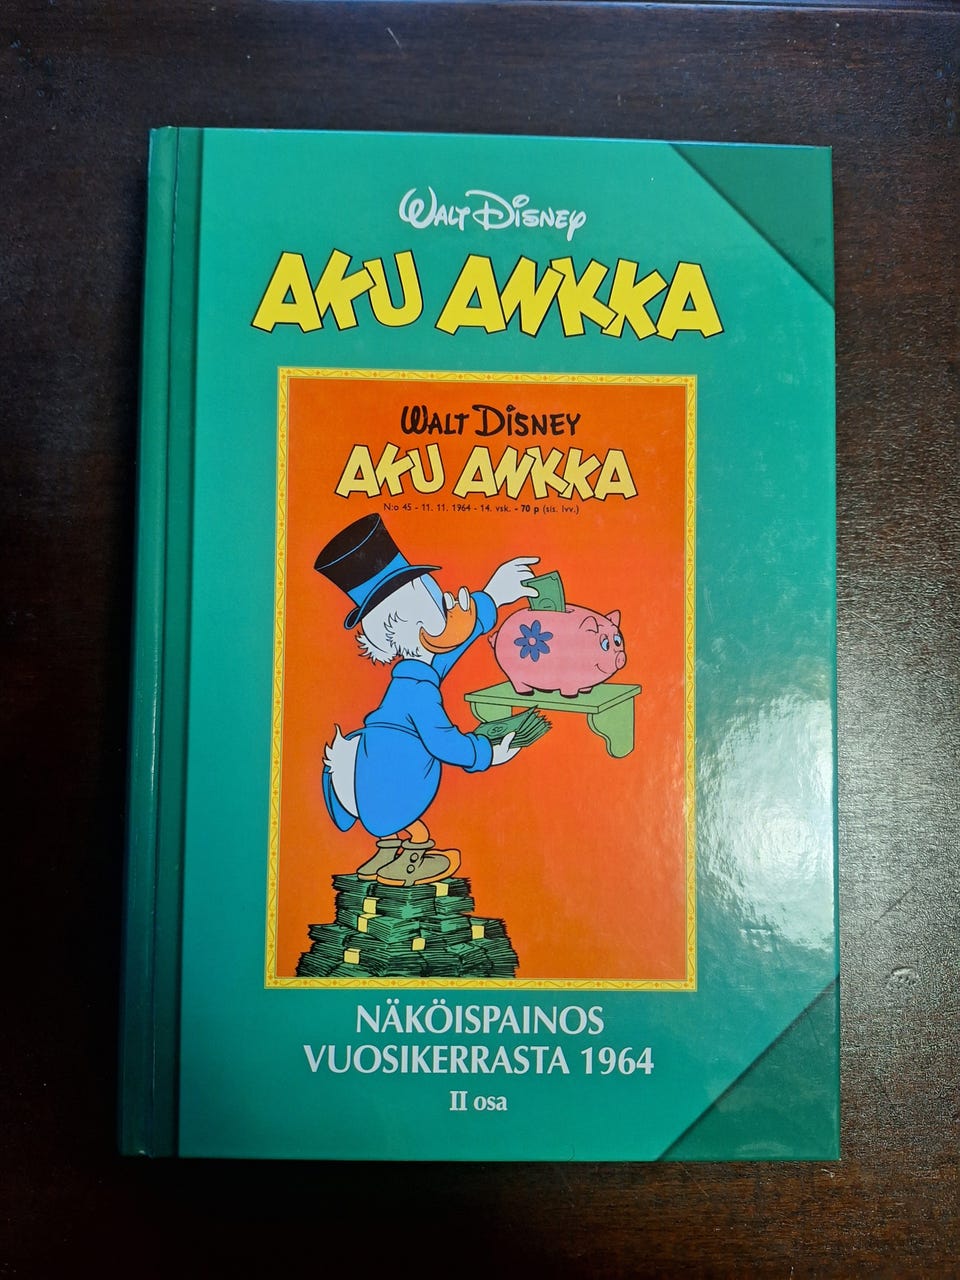 WALT DISNEY
AKU ANKKA
WALT DISNEY
AKU ANKKA
N:o 45 - 11. 11. 1964 - 14. vsk. - 70 p (sis. lvv.)
NÄKÖISPAINOS
VUOSIKERRASTA 1964
II osa